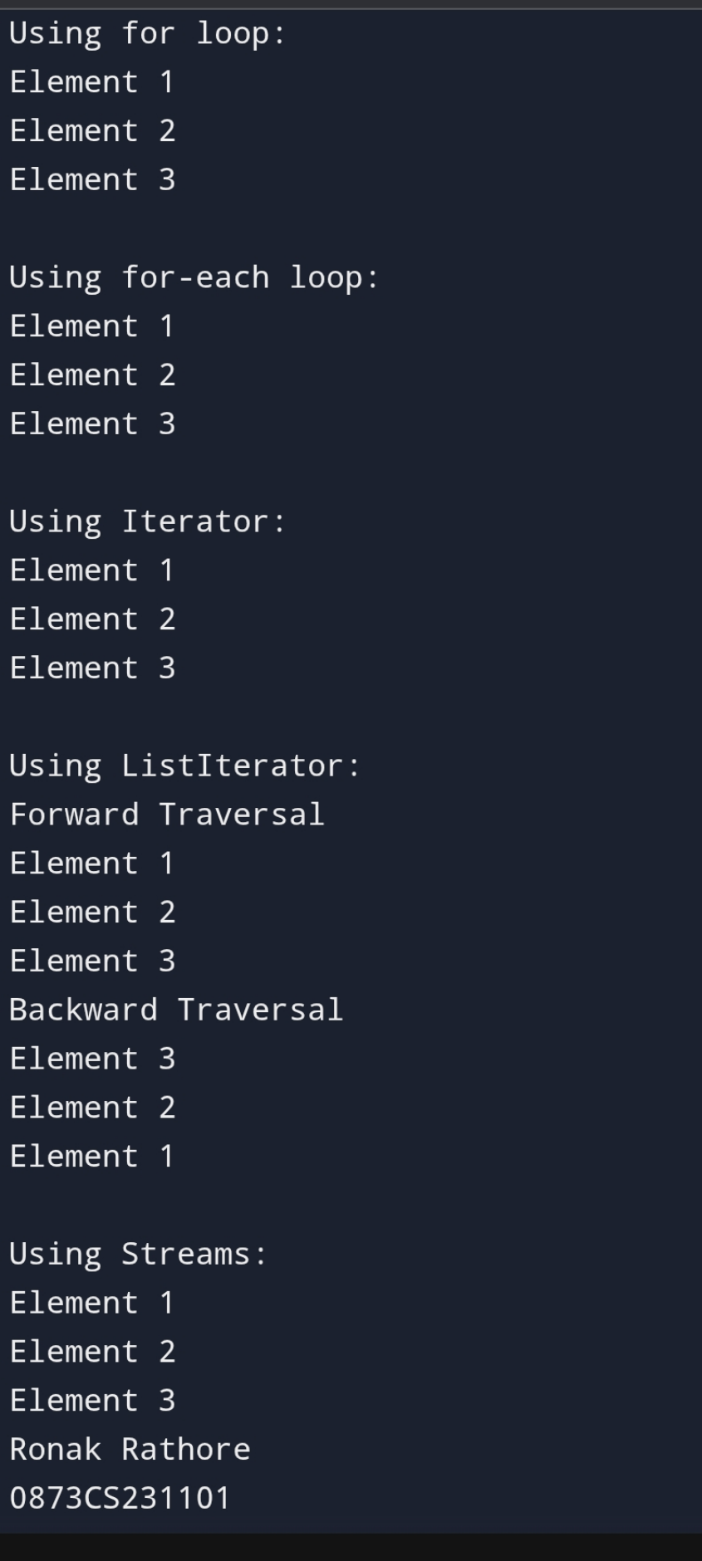 Using for loop:
Element 1
Element 2
Element 3

Using for-each loop:
Element 1
Element 2
Element 3

Using Iterator:
Element 1
Element 2
Element 3

Using ListIterator:
Forward Traversal
Element 1
Element 2
Element 3
Backward Traversal
Element 3
Element 2
Element 1

Using Streams:
Element 1
Element 2
Element 3
Ronak Rathore
0873CS231101